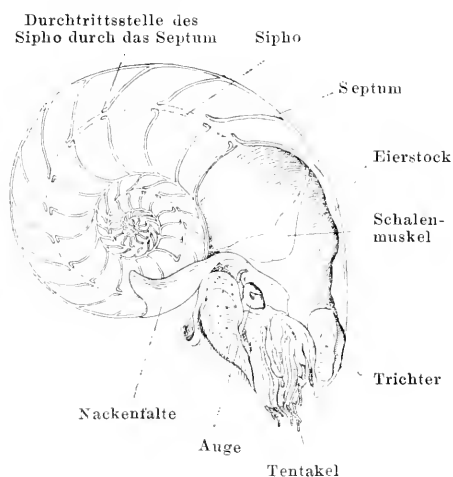 Durchtrittsstelle des
Sipho durch das Septum
Sipho
Septum
Eierstock
Schalen-
muskel
Trichter
Nackenfalte
Auge
Tentakel